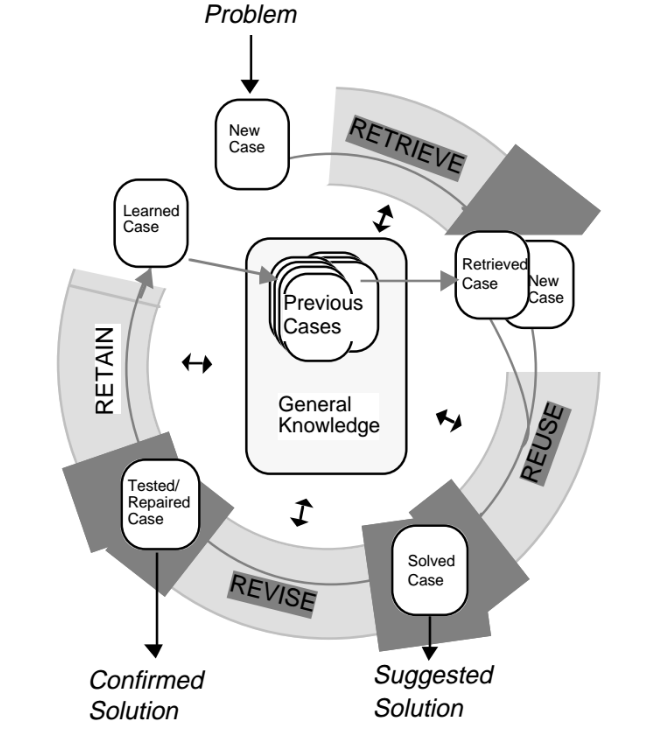 Problem
New
Case
RETRIEVE
Learned
Case
Retrieved
Case
New
Case
Previous
Cases
RETAIN
General
Knowledge
REUSE
Tested/
Repaired
Case
Solved
Case
REVISE
Confirmed
Solution
Suggested
Solution